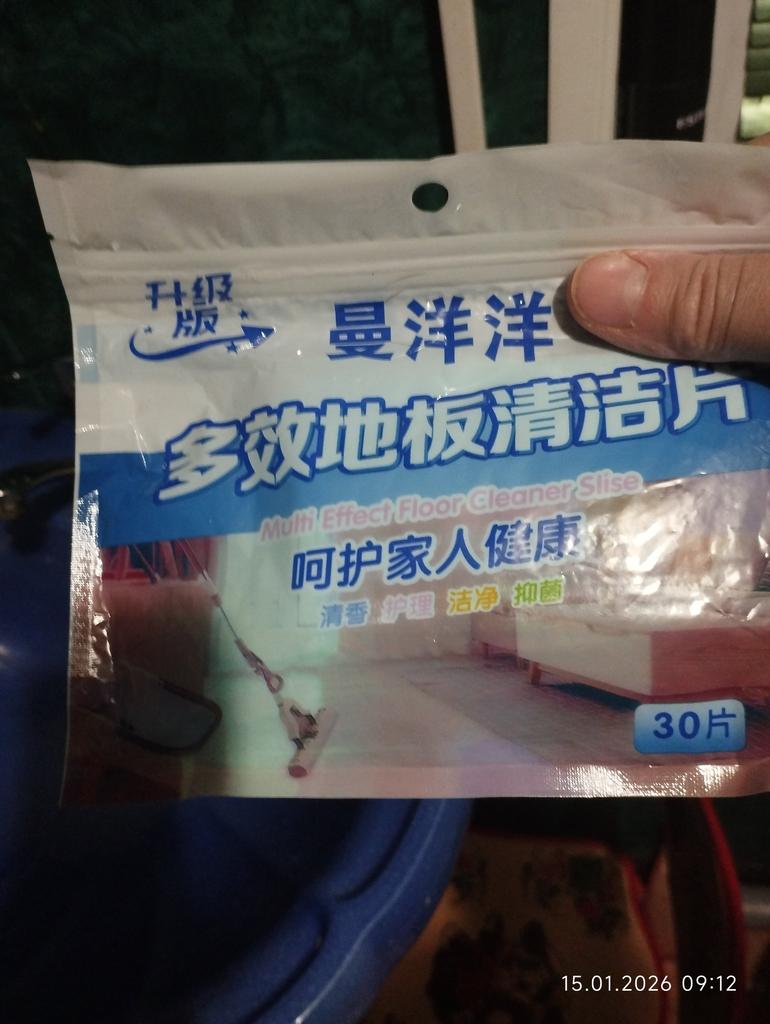 升级
版
曼洋洋
多效地板清洁片
Multi Effect Floor Cleaner Slise
呵护家人健康
清香 护理 洁净 抑菌
30片
15.01.2026 09:12